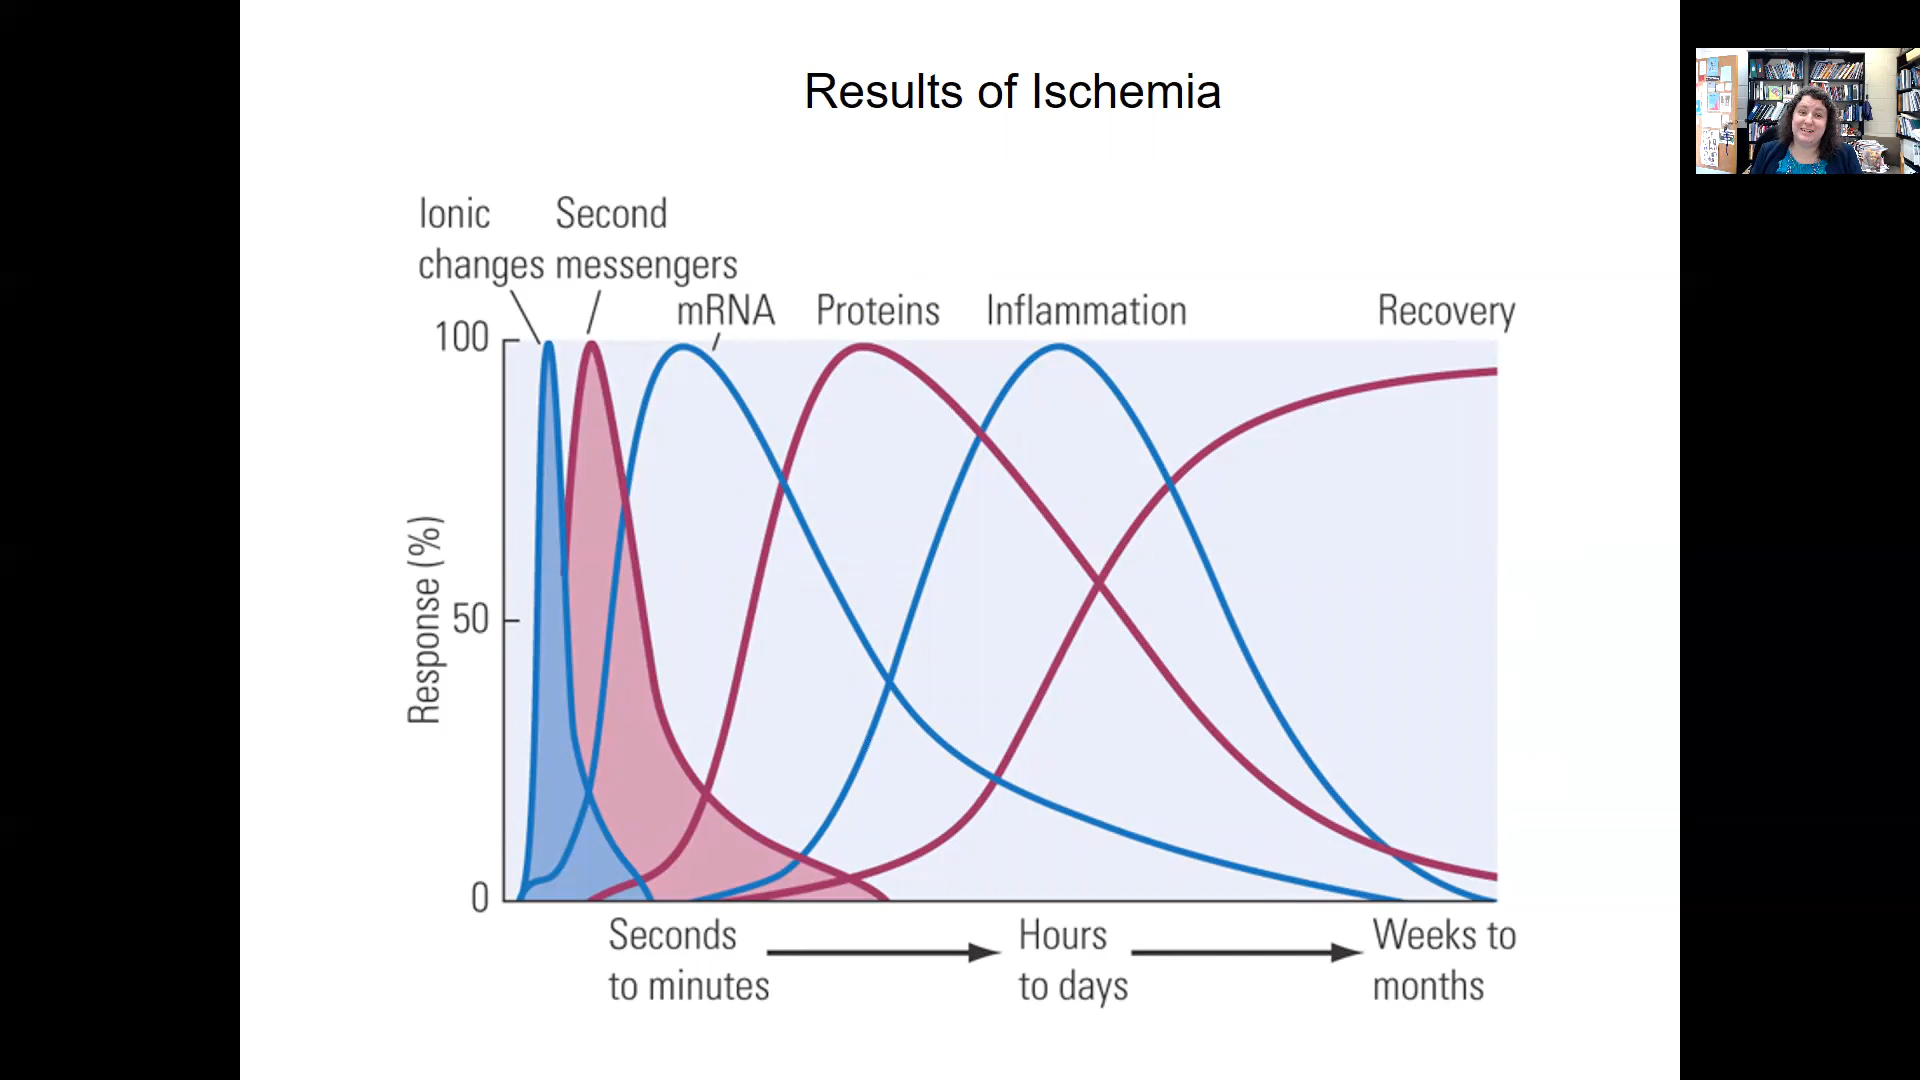 Results of Ischemia
Ionic changes
Second messengers
mRNA
Proteins
Inflammation
Recovery
100
50
0
Response (%)
Seconds to minutes
Hours to days
Weeks to months